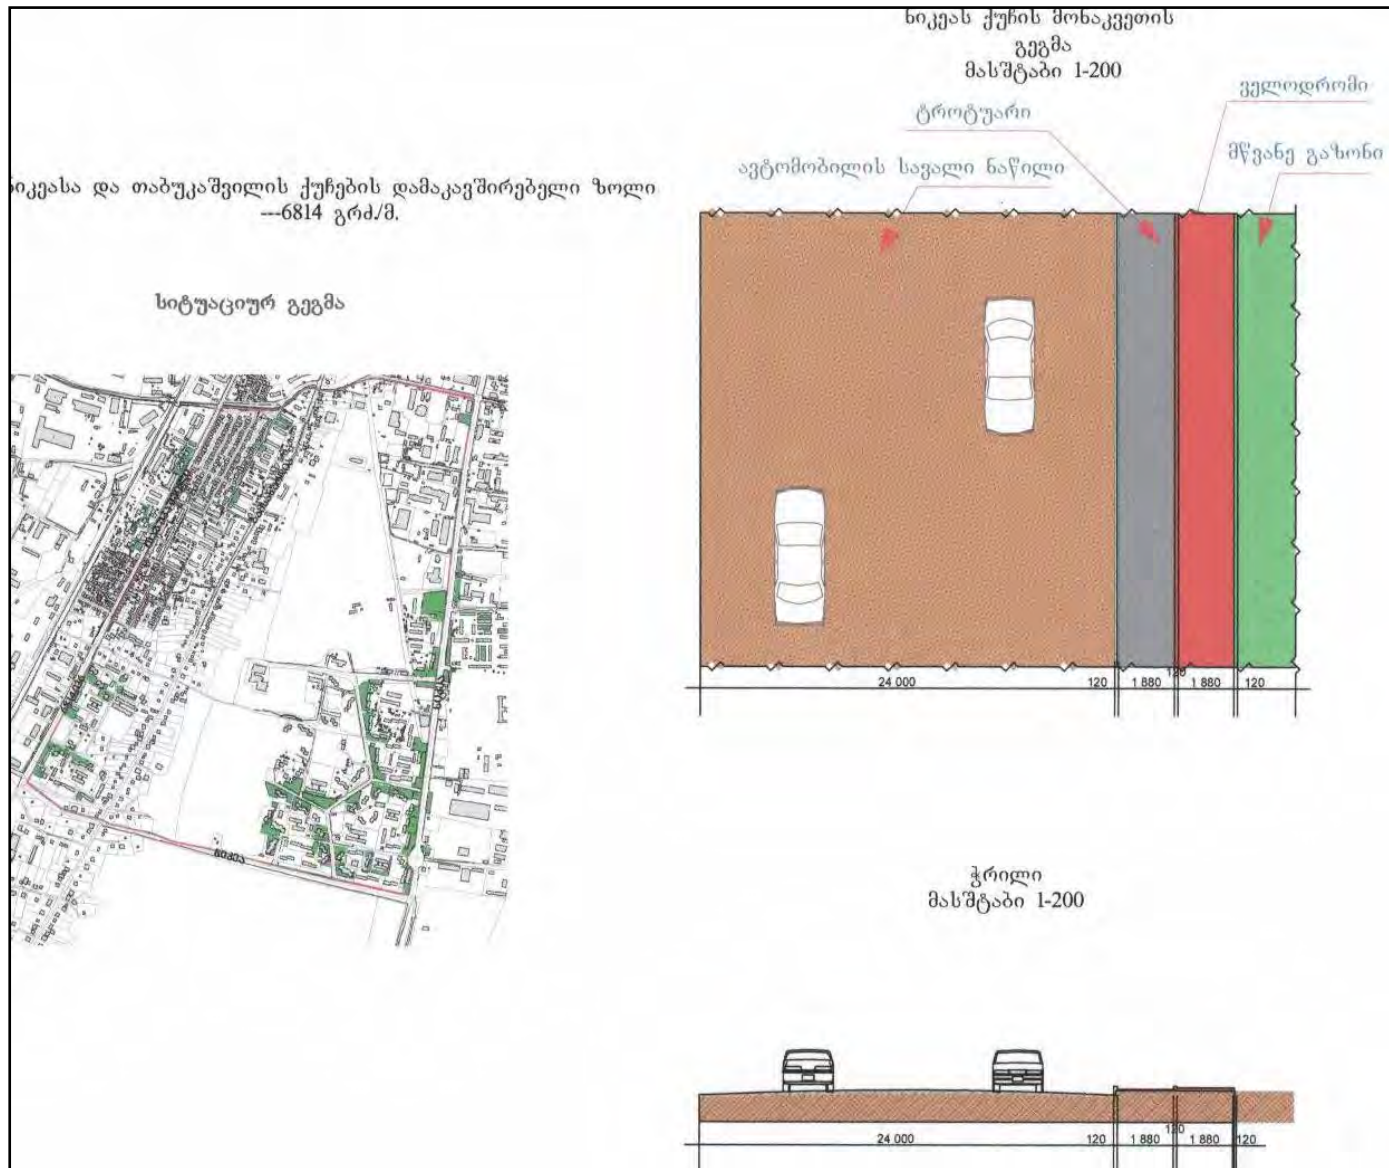 ნიკეას ქუჩის მონაკვეთის
გეგმა
მასშტაბი 1-200
ველოდრომი
ტროტუარი
მწვანე გაზონი
ავტომობილის სავალი ნაწილი
ნიკეასა და თაბუკაშვილის ქუჩების დამაკავშირებელი ზოლი
---6814 გრძ./მ.
სიტუაციურ გეგმა
24 000 120 1 880 120 1 880 120
ნიკეა
ჭრილი
მასშტაბი 1-200
24 000 120 1 880 120 1 880 120